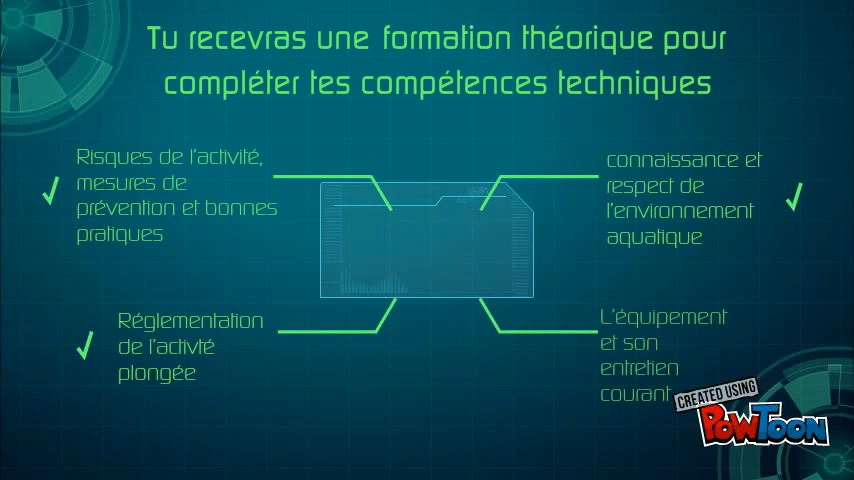 Tu recevras une formation théorique pour
compléter tes compétences techniques
Risques de l'activité,
mesures de
prévention et bonnes
pratiques
connaissance et
respect de
l'environnement
aquatique
Réglementation
de l'activté
plongée
L'équipement
et son
entretien
courant
CREATED USING
POWTOON